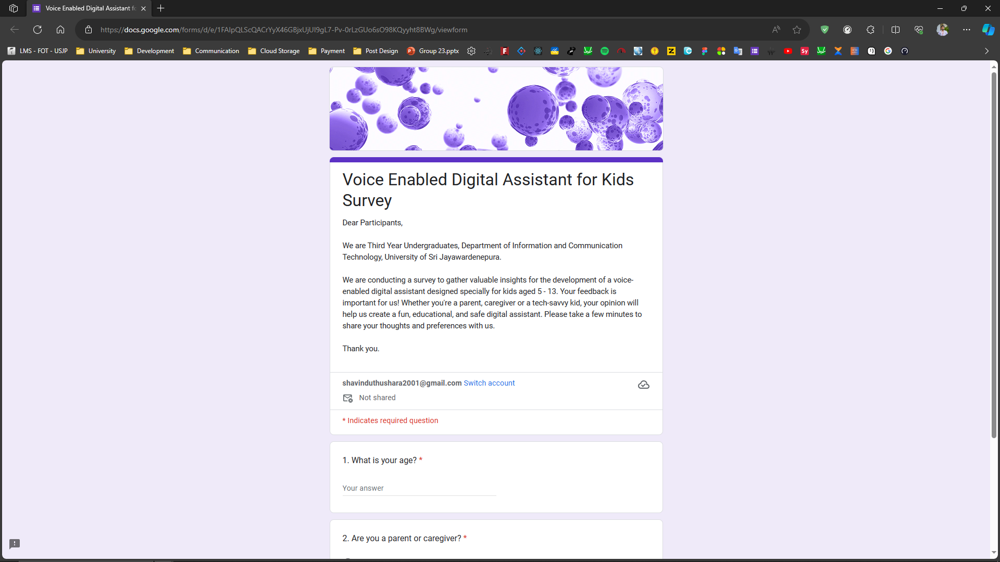 Voice Enabled Digital Assistant fo
https://docs.google.com/forms/d/e/1FAIpQLScQACrYyX46GBjxUjUI9gL7-Pv-0rLzGUo6sO98KQyyht8BWg/viewform
LMS - FOT - USJP University Development Communication Cloud Storage Payment Post Design Group 23.pptx
Voice Enabled Digital Assistant for Kids
Survey
Dear Participants,
We are Third Year Undergraduates, Department of Information and Communication
Technology, University of Sri Jayawardenepura.
We are conducting a survey to gather valuable insights for the development of a voice-
enabled digital assistant designed specially for kids aged 5 - 13. Your feedback is
important for us! Whether you're a parent, caregiver or a tech-savvy kid, your opinion will
help us create a fun, educational, and safe digital assistant. Please take a few minutes to
share your thoughts and preferences with us.
Thank you.
shavinduthushara2001@gmail.com Switch account
Not shared
* Indicates required question
1. What is your age? *
Your answer
2. Are you a parent or caregiver? *